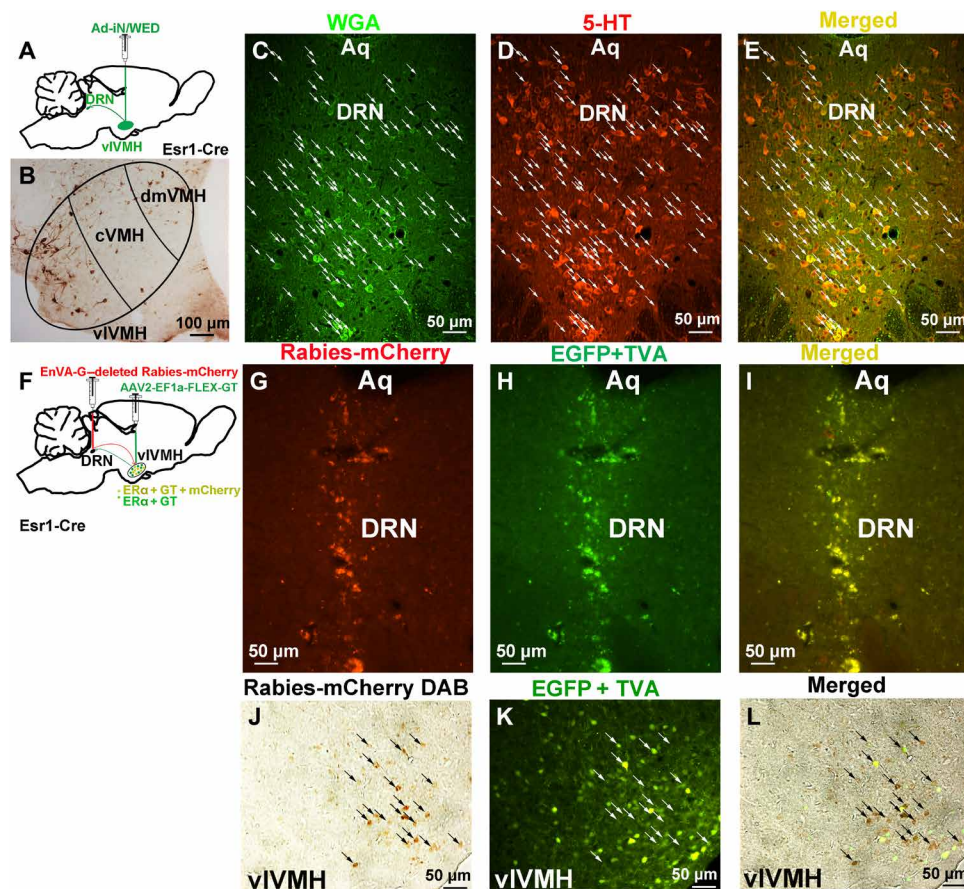 A
Ad-iN/WED
DRN
vlVMH
Esr1-Cre
B
dmVMH
cVMH
vlVMH
100 µm
WGA
C
Aq
DRN
50 µm
5-HT
D
Aq
DRN
50 µm
Merged
E
Aq
DRN
50 µm
F
EnVA-G–deleted Rabies-mCherry
AAV2-EF1a-FLEX-GT
DRN
vlVMH
ERα + GT + mCherry
ERα + GT
Esr1-Cre
Rabies-mCherry
G
Aq
DRN
50 µm
EGFP+TVA
H
Aq
DRN
50 µm
Merged
I
Aq
DRN
50 µm
Rabies-mCherry DAB
J
vlVMH
50 µm
EGFP + TVA
K
vlVMH
50 µm
Merged
L
vlVMH
50 µm